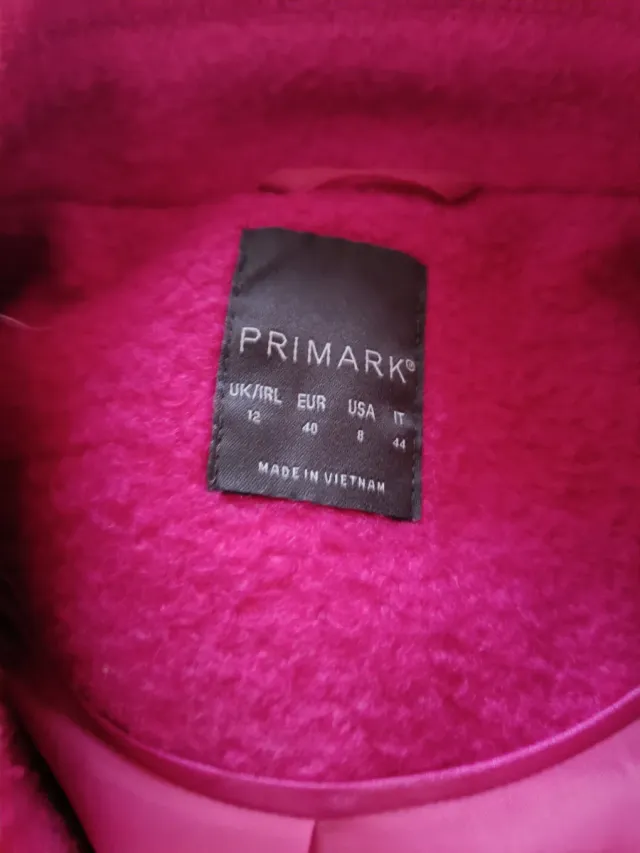 PRIMARK®
UK/IRL EUR USA IT
12 40 8 44
MADE IN VIETNAM